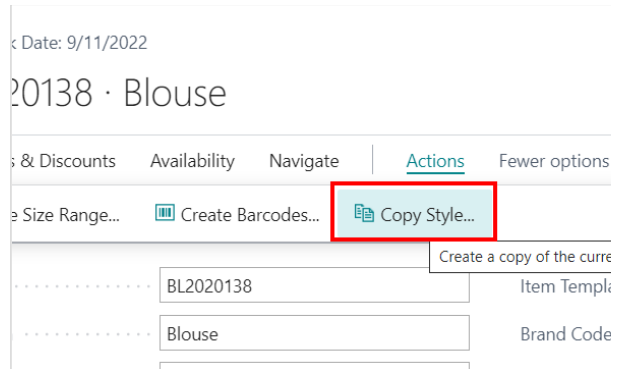 Date: 9/11/2022
20138 · Blouse
& Discounts Availability Navigate Actions Fewer options
Size Range... Create Barcodes... Copy Style...
Create a copy of the curre
BL2020138 Item Templa
Blouse Brand Code